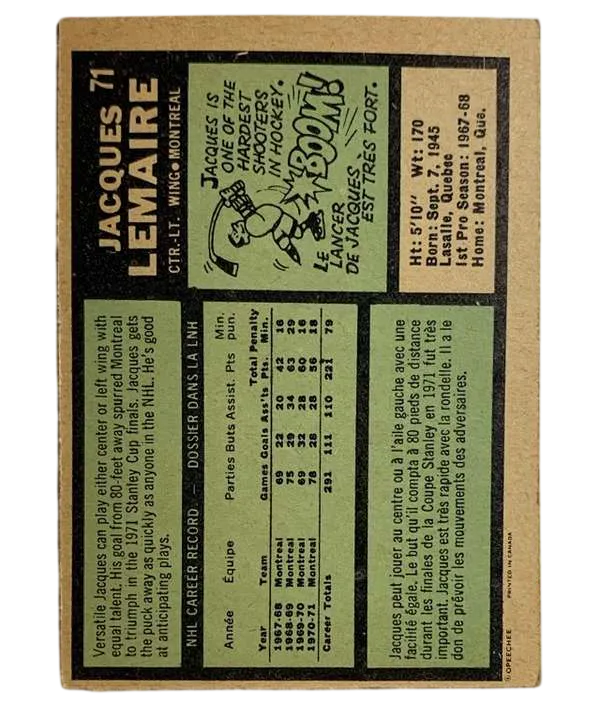 JACQUES 71
LEMAIRE
CTR.-LT. WING • MONTREAL
Versatile Jacques can play either center or left wing with
equal talent. His goal from 80-feet away spurred Montreal
to triumph in the 1971 Stanley Cup finals. Jacques gets
the puck away as quickly as anyone in the NHL. He's good
at anticipating plays.
JACQUES IS
ONE OF THE
HARDEST
SHOOTERS
IN HOCKEY.
BOOM!
LE
LANCER
DE JACQUES
EST TRÈS FORT.
NHL CAREER RECORD — DOSSIER DANS LA LNH
Année Équipe Parties Buts Assist. Pts Min. pun.
Year Team Games Goals Ass'ts Total Pts. Penalty Min.
1967-68 Montreal 69 22 20 42 16
1968-69 Montreal 75 29 34 63 29
1969-70 Montreal 69 32 28 60 16
1970-71 Montreal 78 28 28 56 18
Career Totals 291 111 110 221 79
Ht: 5'10" Wt: 170
Born: Sept. 7, 1945
Lasalle, Quebec
1st Pro Season: 1967-68
Home: Montreal, Que.
Jacques peut jouer au centre ou à l'aile gauche avec une
facilité égale. Le but qu'il compta à 80 pieds de distance
durant les finales de la Coupe Stanley en 1971 fut très
important. Jacques est très rapide avec la rondelle. Il a le
don de prévoir les mouvements des adversaires.
© OPEECHEE PRINTED IN CANADA